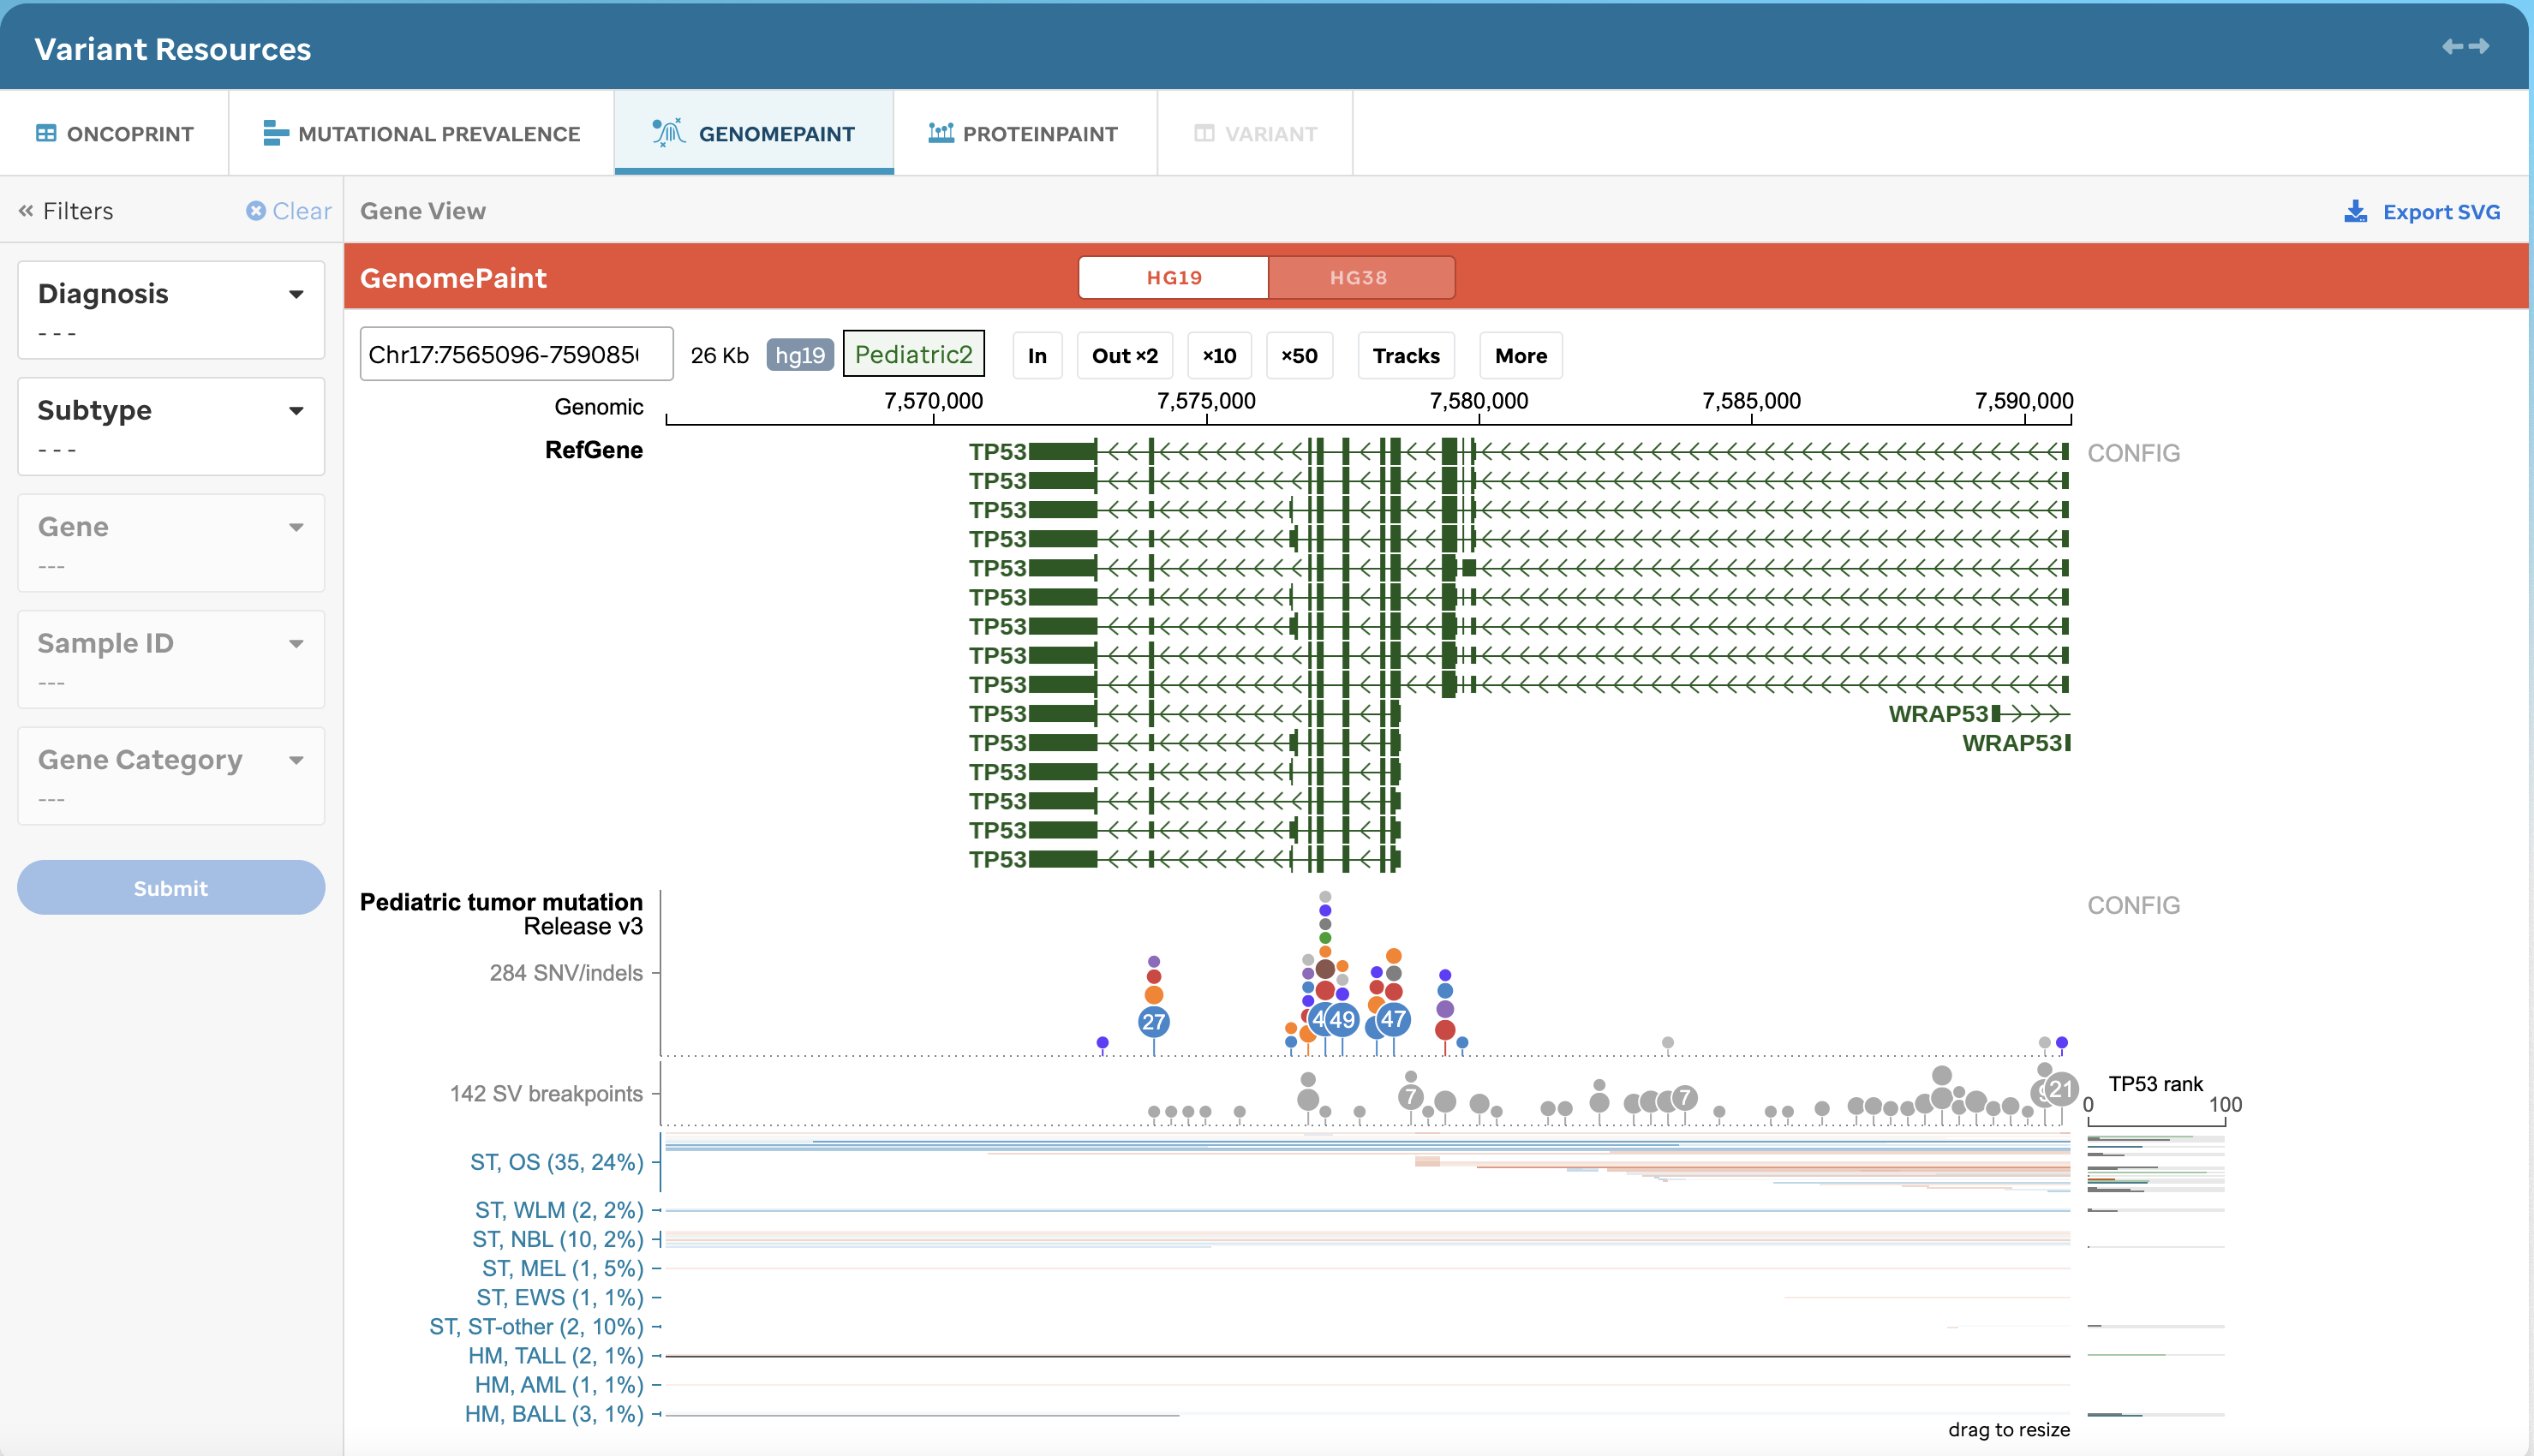 Variant Resources
ONCOPRINT
MUTATIONAL PREVALENCE
GENOMEPAINT
PROTEINPAINT
VARIANT
Filters
Clear
Gene View
Export SVG
Diagnosis
- - -
Subtype
- - -
Gene
---
Sample ID
---
Gene Category
---
Submit
GenomePaint
HG19
HG38
Chr17:7565096-759085
26 Kb
hg19
Pediatric2
In
Out ×2
×10
×50
Tracks
More
Genomic
7,570,000
7,575,000
7,580,000
7,585,000
7,590,000
RefGene
CONFIG
TP53
TP53
TP53
TP53
TP53
TP53
TP53
TP53
TP53
TP53
WRAP53
TP53
WRAP53
TP53
TP53
TP53
TP53
Pediatric tumor mutation
Release v3
CONFIG
284 SNV/indels
27
4
49
47
142 SV breakpoints
7
7
21
TP53 rank
0
100
ST, OS (35, 24%)
ST, WLM (2, 2%)
ST, NBL (10, 2%)
ST, MEL (1, 5%)
ST, EWS (1, 1%)
ST, ST-other (2, 10%)
HM, TALL (2, 1%)
HM, AML (1, 1%)
HM, BALL (3, 1%)
drag to resize